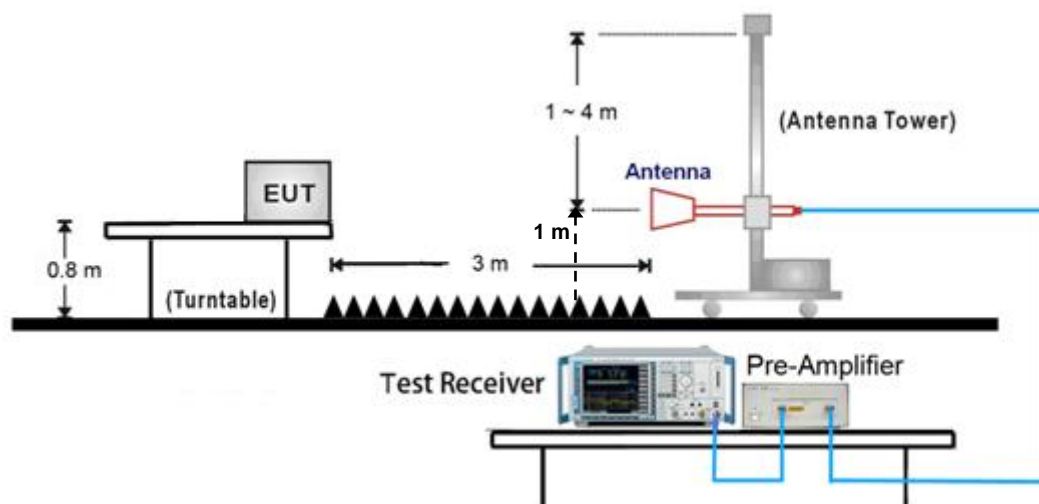 1 ~ 4 m
(Antenna Tower)
Antenna
EUT
1 m
0.8 m
3 m
(Turntable)
Pre-Amplifier
Test Receiver